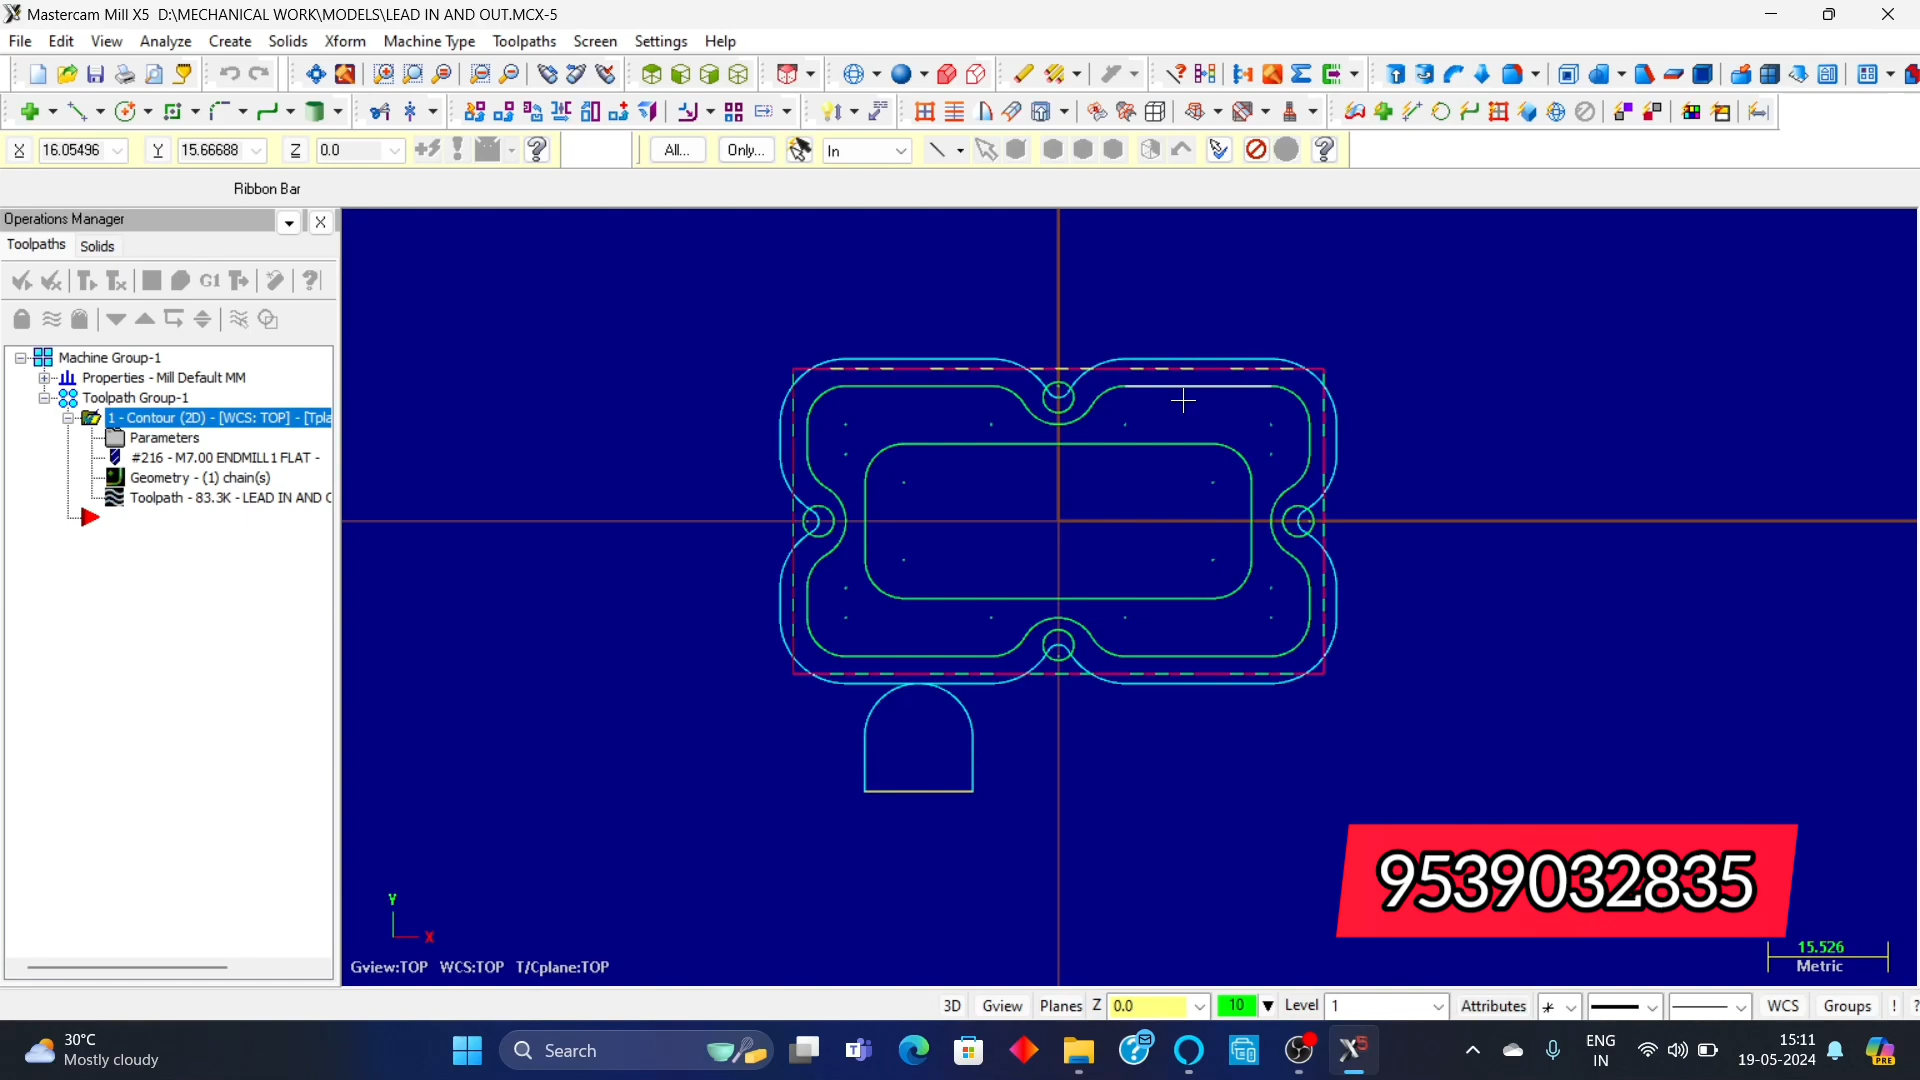 Mastercam Mill X5 D:\MECHANICAL WORK\MODELS\LEAD IN AND OUT.MCX-5
File Edit View Analyze Create Solids Xform Machine Type Toolpaths Screen Settings Help
X 16.05496 Y 15.66688 Z 0.0 All... Only... In
Ribbon Bar
Operations Manager
Toolpaths Solids
G1
Machine Group-1
Properties - Mill Default MM
Toolpath Group-1
1 - Contour (2D) - [WCS: TOP] - [Tpla
Parameters
#216 - M7.00 ENDMILL1 FLAT -
Geometry - (1) chain(s)
Toolpath - 83.3K - LEAD IN AND O
9539032835
Y
X
15.526
Metric
Gview:TOP WCS:TOP T/Cplane:TOP
3D Gview Planes Z 0.0 10 Level 1 Attributes WCS Groups ! ?
30°C
Mostly cloudy
Search
ENG
IN
15:11
19-05-2024
PRE